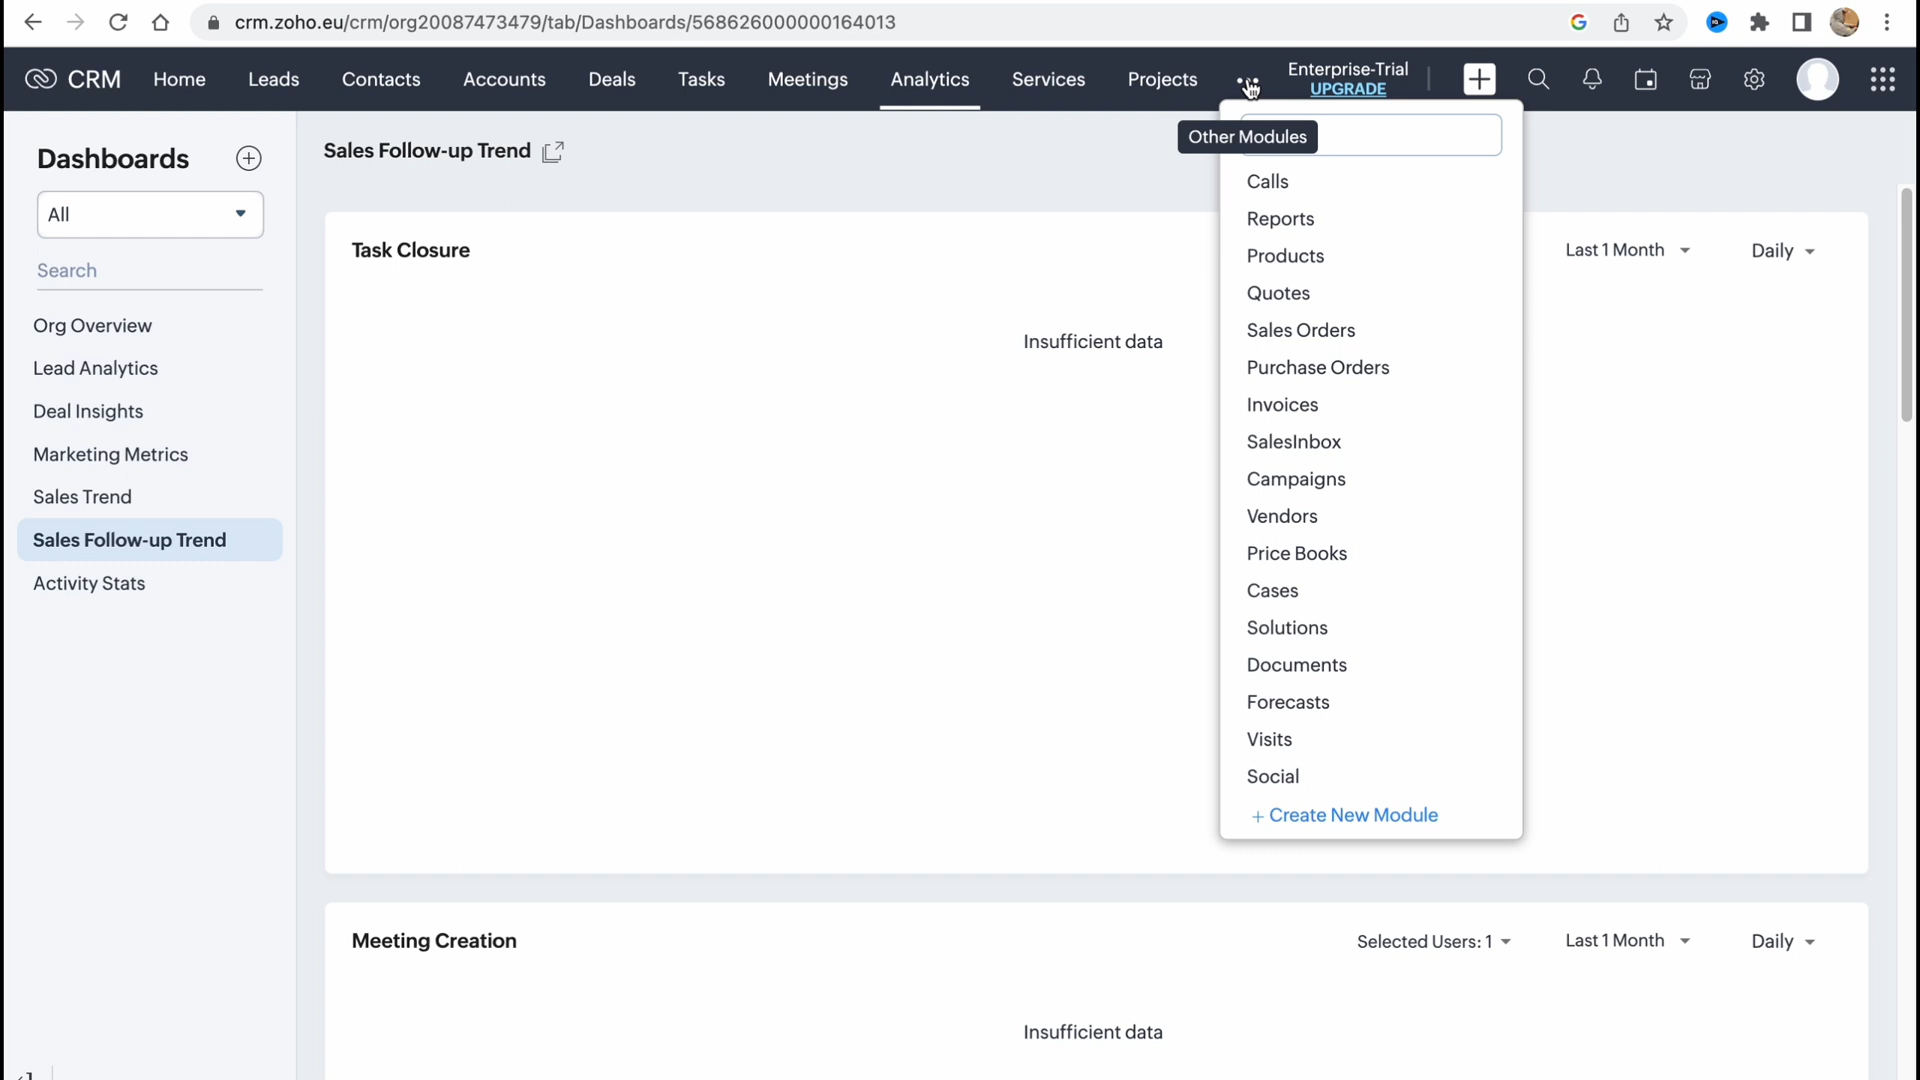 crm.zoho.eu/crm/org20087473479/tab/Dashboards/568626000000164013
CRM
Home
Leads
Contacts
Accounts
Deals
Tasks
Meetings
Analytics
Services
Projects
Enterprise-Trial
UPGRADE
Dashboards
All
Search
Org Overview
Lead Analytics
Deal Insights
Marketing Metrics
Sales Trend
Sales Follow-up Trend
Activity Stats
Sales Follow-up Trend
Other Modules
Calls
Reports
Products
Quotes
Sales Orders
Purchase Orders
Invoices
SalesInbox
Campaigns
Vendors
Price Books
Cases
Solutions
Documents
Forecasts
Visits
Social
+ Create New Module
Task Closure
Last 1 Month
Daily
Insufficient data
Meeting Creation
Selected Users: 1
Last 1 Month
Daily
Insufficient data